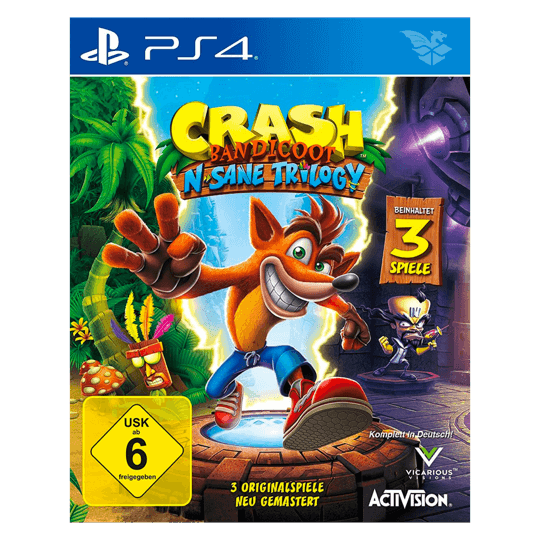 PS4
CRASH
BANDICOOT
N. SANE TRILOGY
BEINHALTET
3
SPIELE
USK
ab
6
freigegeben
Komplett in Deutsch!
3 ORIGINALSPIELE
NEU GEMASTERT
VICARIOUS
VISIONS
ACTIVISION